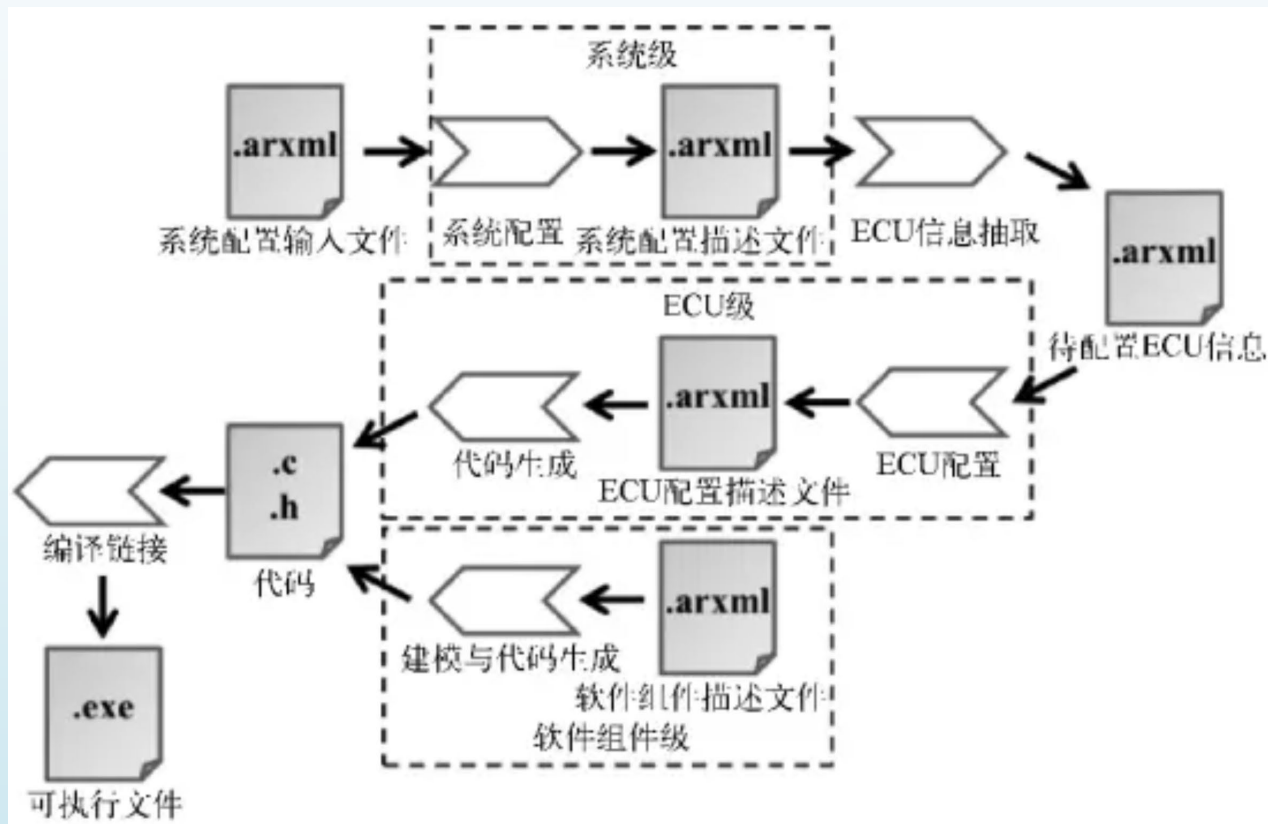 系统级
.arxml
.arxml
系统配置输入文件
系统配置
系统配置描述文件
ECU信息抽取
.arxml
待配置ECU信息
ECU级
.arxml
代码生成
ECU配置描述文件
ECU配置
.c
.h
代码
编译链接
.arxml
建模与代码生成
软件组件描述文件
软件组件级
.exe
可执行文件